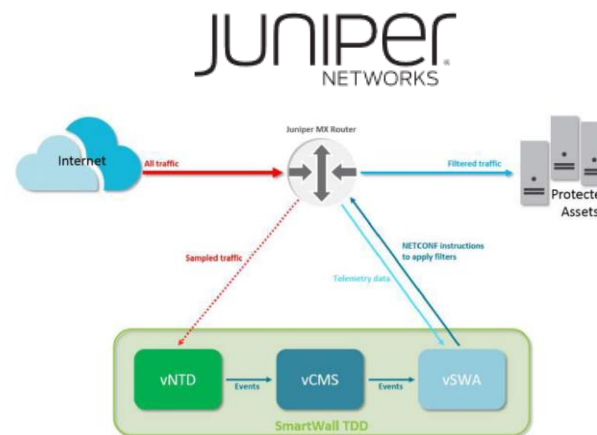 JUNIPER
NETWORKS
Juniper MX Router
Internet
All traffic
Filtered traffic
Protecte
Assets
Sampled traffic
NETCONF instructions
to apply filters
Telemetry data
vNTD
Events
vCMS
Events
vSWA
SmartWall TDD